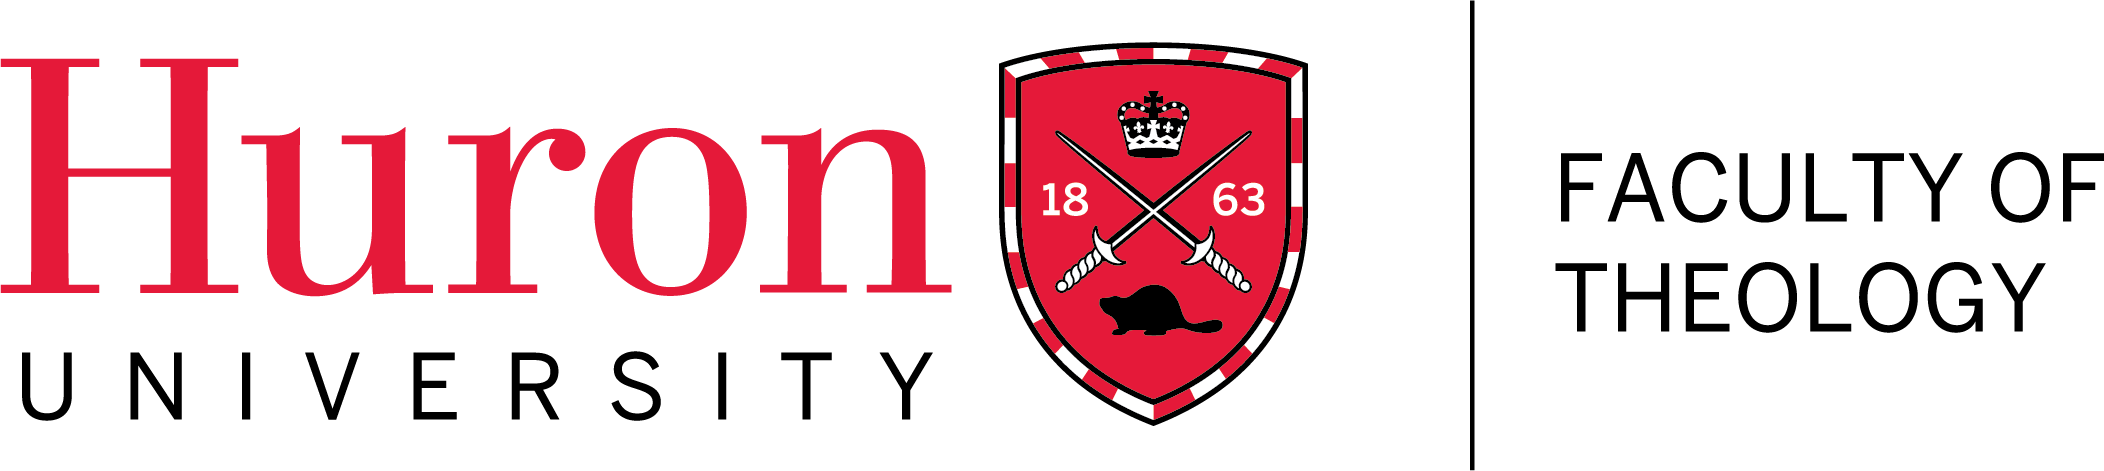 Huron
UNIVERSITY
18 63
FACULTY OF
THEOLOGY